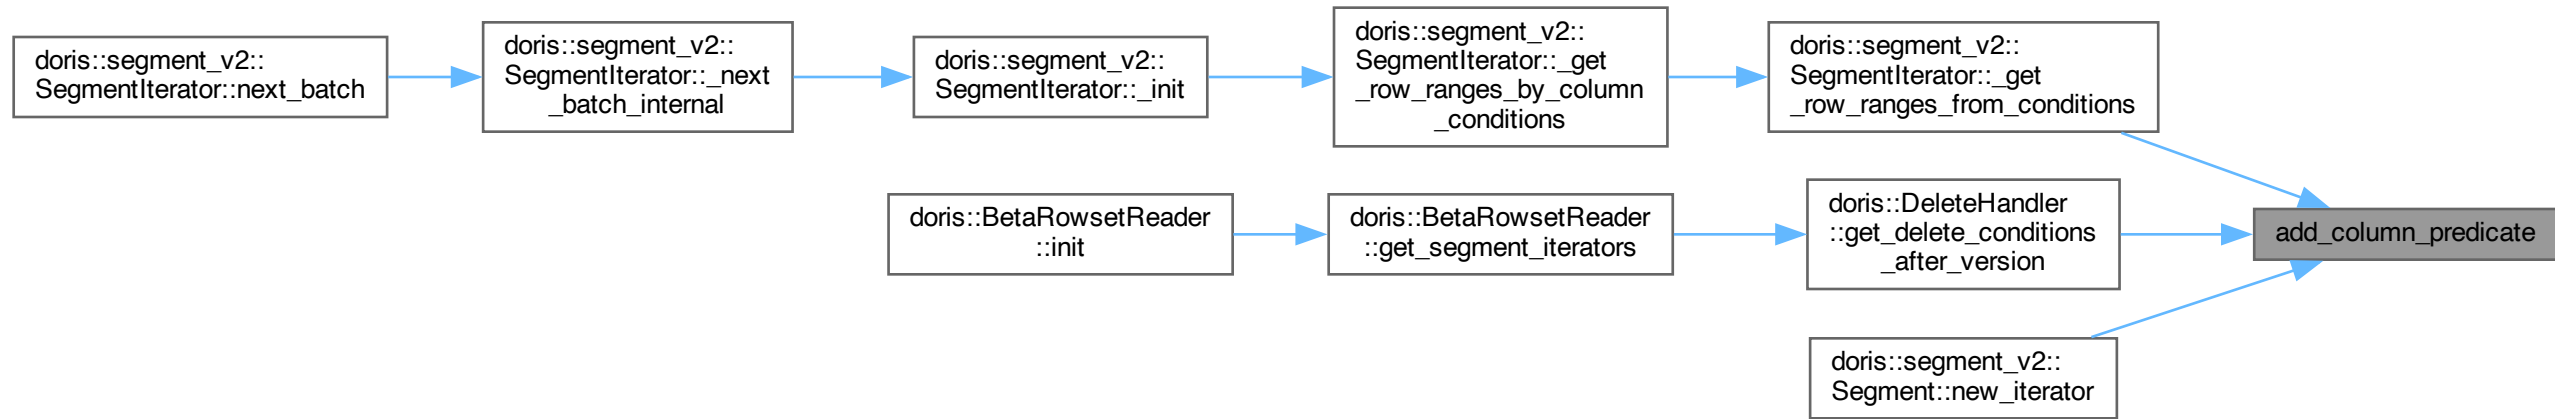 doris::segment_v2::
SegmentIterator::next_batch
doris::segment_v2::
SegmentIterator::_next
_batch_internal
doris::segment_v2::
SegmentIterator::_init
doris::segment_v2::
SegmentIterator::_get
_row_ranges_by_column
_conditions
doris::segment_v2::
SegmentIterator::_get
_row_ranges_from_conditions
doris::BetaRowsetReader
::init
doris::BetaRowsetReader
::get_segment_iterators
doris::DeleteHandler
::get_delete_conditions
_after_version
add_column_predicate
doris::segment_v2::
Segment::new_iterator